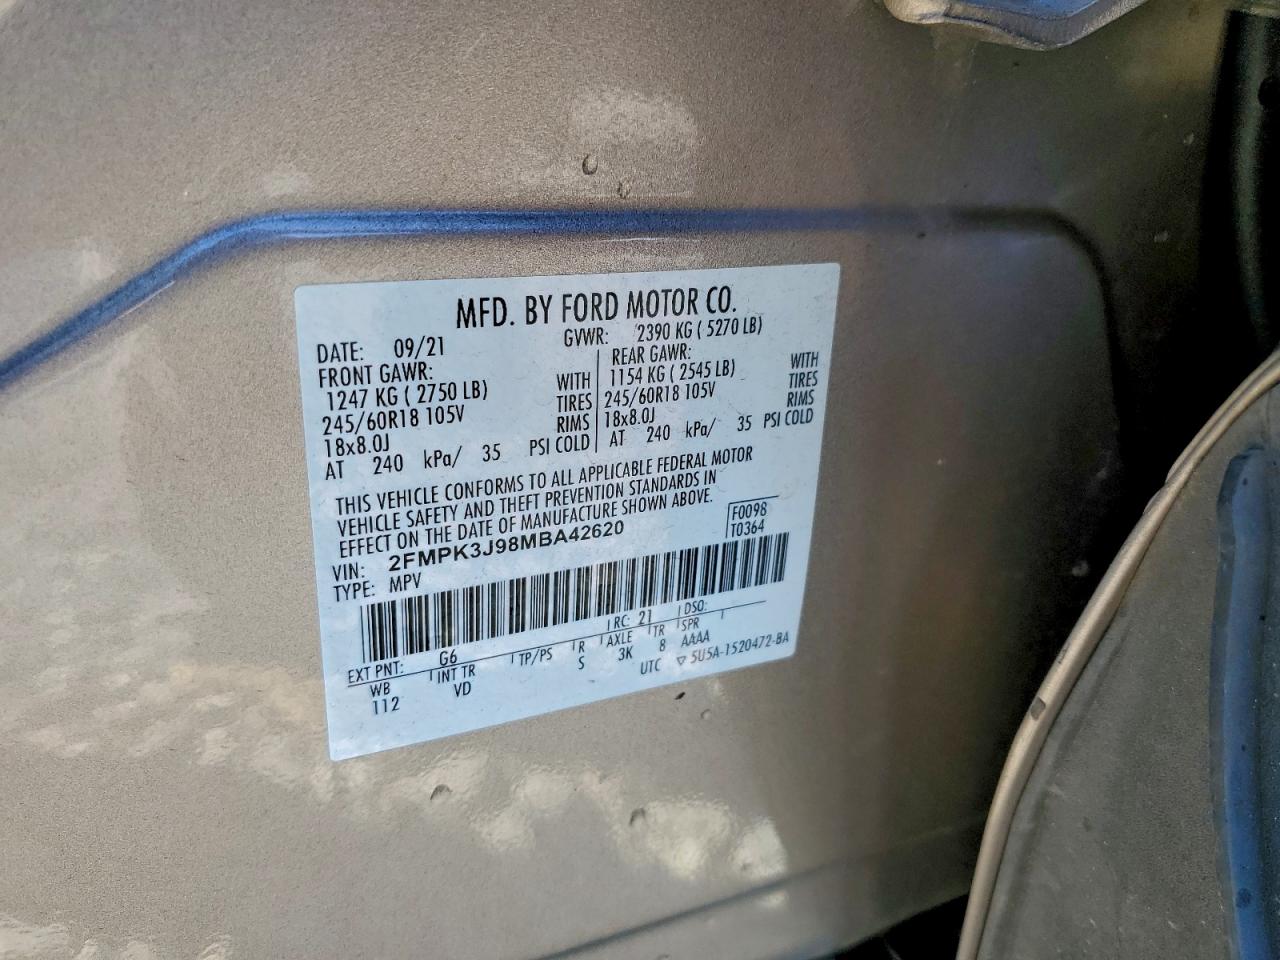 MFD. BY FORD MOTOR CO.
DATE: 09/21 GVWR: 2390 KG ( 5270 LB)
FRONT GAWR: REAR GAWR:
1247 KG ( 2750 LB) WITH 1154 KG ( 2545 LB) WITH
245/60R18 105V TIRES 245/60R18 105V TIRES
18x8.0J RIMS 18x8.0J RIMS
AT 240 kPa/ 35 PSI COLD AT 240 kPa/ 35 PSI COLD
THIS VEHICLE CONFORMS TO ALL APPLICABLE FEDERAL MOTOR
VEHICLE SAFETY AND THEFT PREVENTION STANDARDS IN
EFFECT ON THE DATE OF MANUFACTURE SHOWN ABOVE.
VIN: 2FMPK3J98MBA42620 F0098
TYPE: MPV T0364
EXT PNT: G6 RC: 21 DSO:
WB INT TR TP/PS R AXLE TR SPR
112 VD S 3K 8 AAAA
UTC ▽ 5U5A-1520472-BA